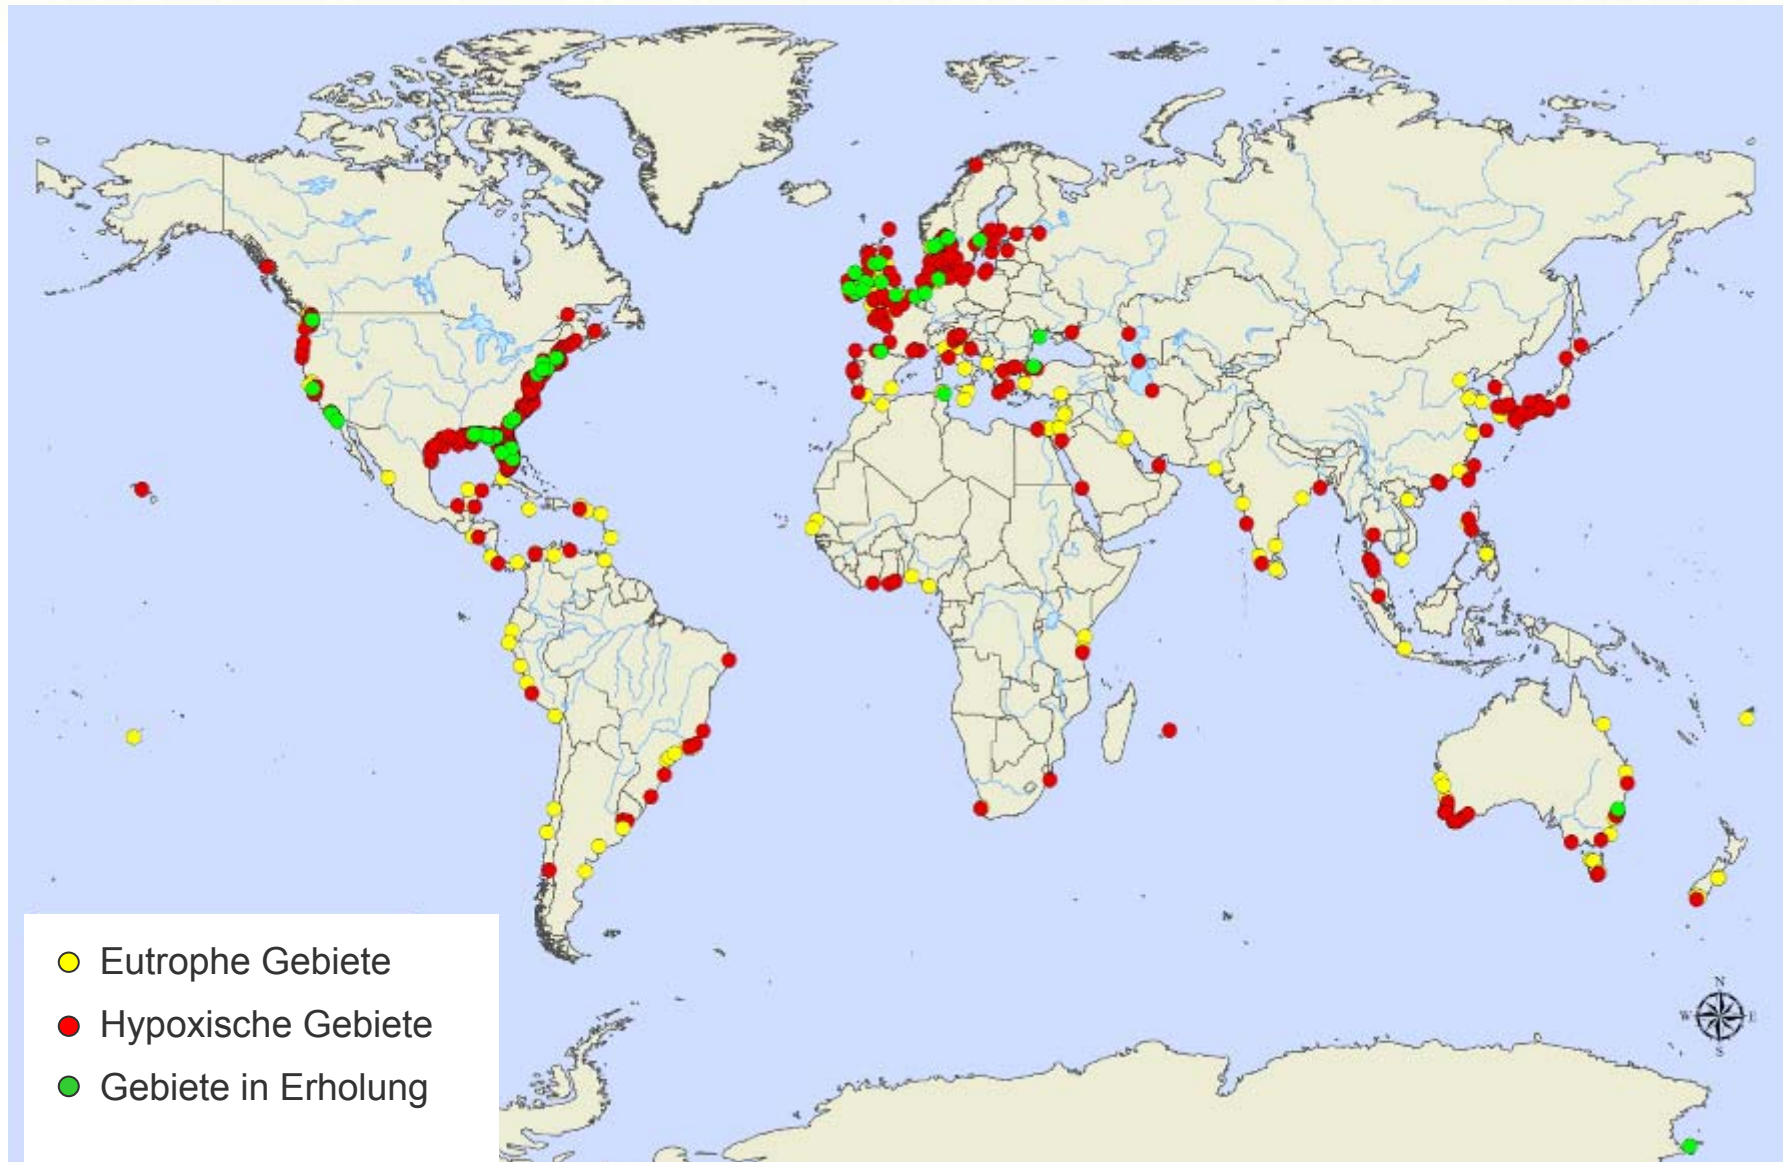 Eutrophe Gebiete
Hypoxische Gebiete
Gebiete in Erholung
N
W E
S